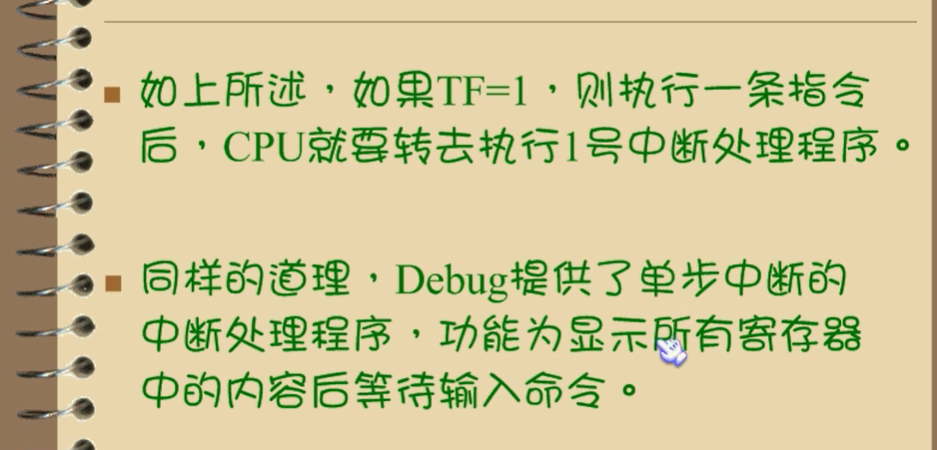 如上所述，如果TF=1，则执行一条指令
后，CPU就要转去执行1号中断处理程序。
同样的道理，Debug提供了单步中断的
中断处理程序，功能为显示所有寄存器
中的内容后等待输入命令。